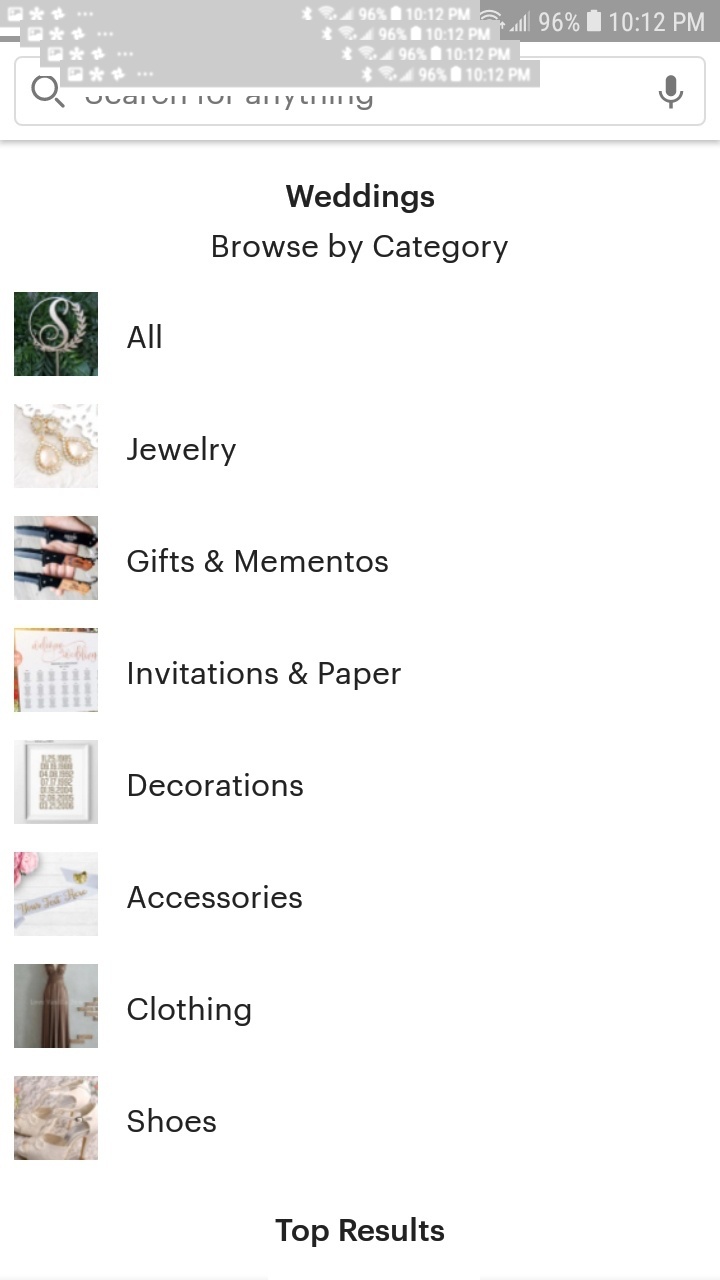 96% 10:12 PM
96% 10:12 PM
96% 10:12 PM
96% 10:12 PM
96% 10:12 PM
Search for anything
Weddings
Browse by Category
All
Jewelry
Gifts & Mementos
Invitations & Paper
Decorations
Accessories
Clothing
Shoes
Top Results